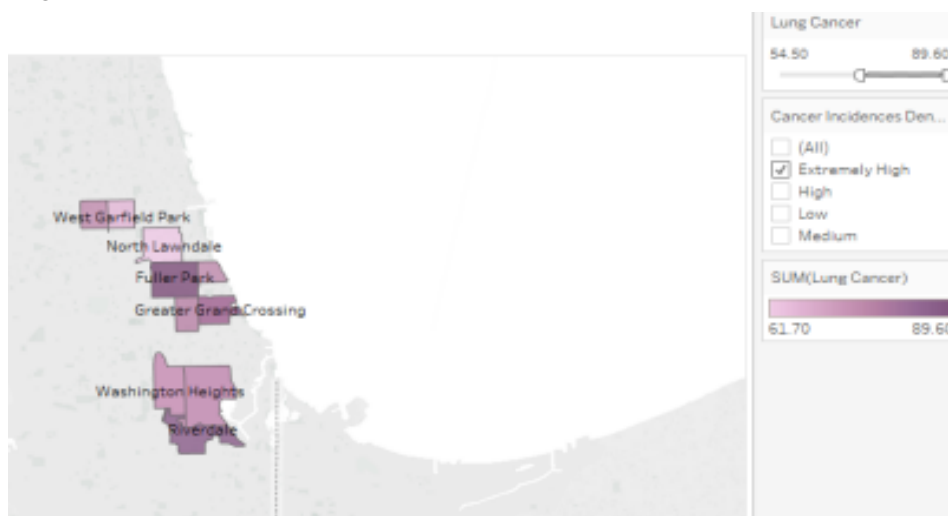 West Garfield Park
North Lawndale
Fuller Park
Greater Grand Crossing
Washington Heights
Riverdale
Lung Cancer
54.50 89.60
Cancer Incidences Den...
(All)
Extremely High
High
Low
Medium
SUM(Lung Cancer)
61.70 89.60